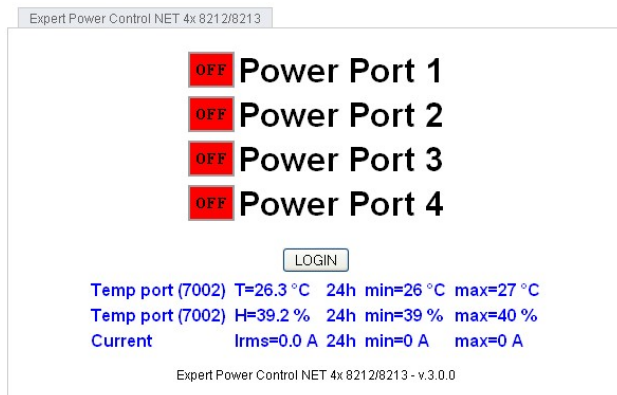 Expert Power Control NET 4x 8212/8213
OFF Power Port 1
OFF Power Port 2
OFF Power Port 3
OFF Power Port 4
LOGIN
Temp port (7002) T=26.3 °C 24h min=26 °C max=27 °C
Temp port (7002) H=39.2 % 24h min=39 % max=40 %
Current Irms=0.0 A 24h min=0 A max=0 A
Expert Power Control NET 4x 8212/8213 - v.3.0.0